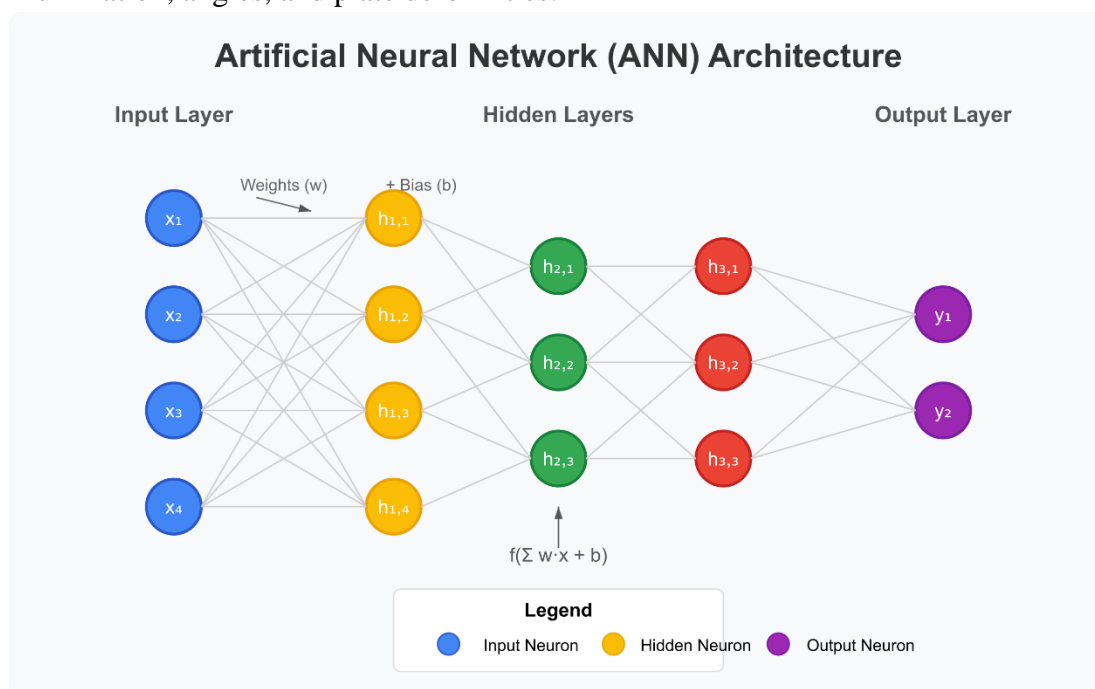 Artificial Neural Network (ANN) Architecture
Input Layer Hidden Layers Output Layer
Weights (w) + Bias (b)
x₁ h₁,₁
h₂,₁ h₃,₁
x₂ h₁,₂ y₁
h₂,₂ h₃,₂
x₃ h₁,₃ y₂
h₂,₃ h₃,₃
x₄ h₁,₄
f(Σ w·x + b)
Legend
Input Neuron Hidden Neuron Output Neuron